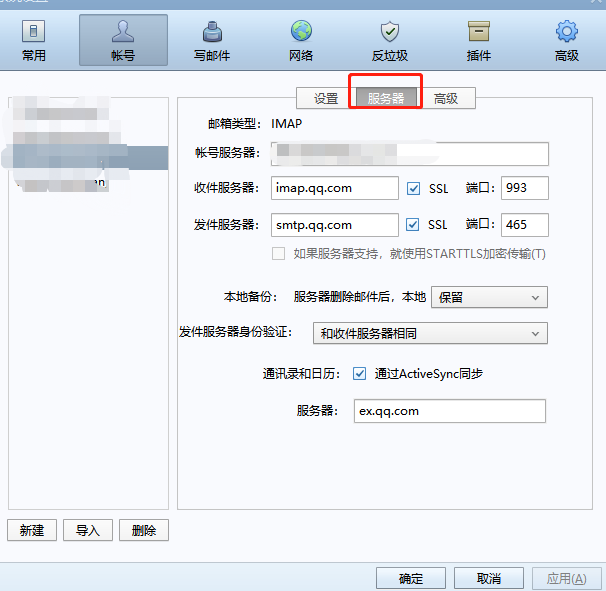 常用 帐号 写邮件 网络 反垃圾 插件 高级
设置 服务器 高级
邮箱类型: IMAP
帐号服务器:
收件服务器: imap.qq.com SSL 端口: 993
发件服务器: smtp.qq.com SSL 端口: 465
如果服务器支持，就使用STARTTLS加密传输(T)
本地备份: 服务器删除邮件后，本地 保留
发件服务器身份验证: 和收件服务器相同
通讯录和日历: 通过ActiveSync同步
服务器: ex.qq.com
新建 导入 删除
确定 取消 应用(A)